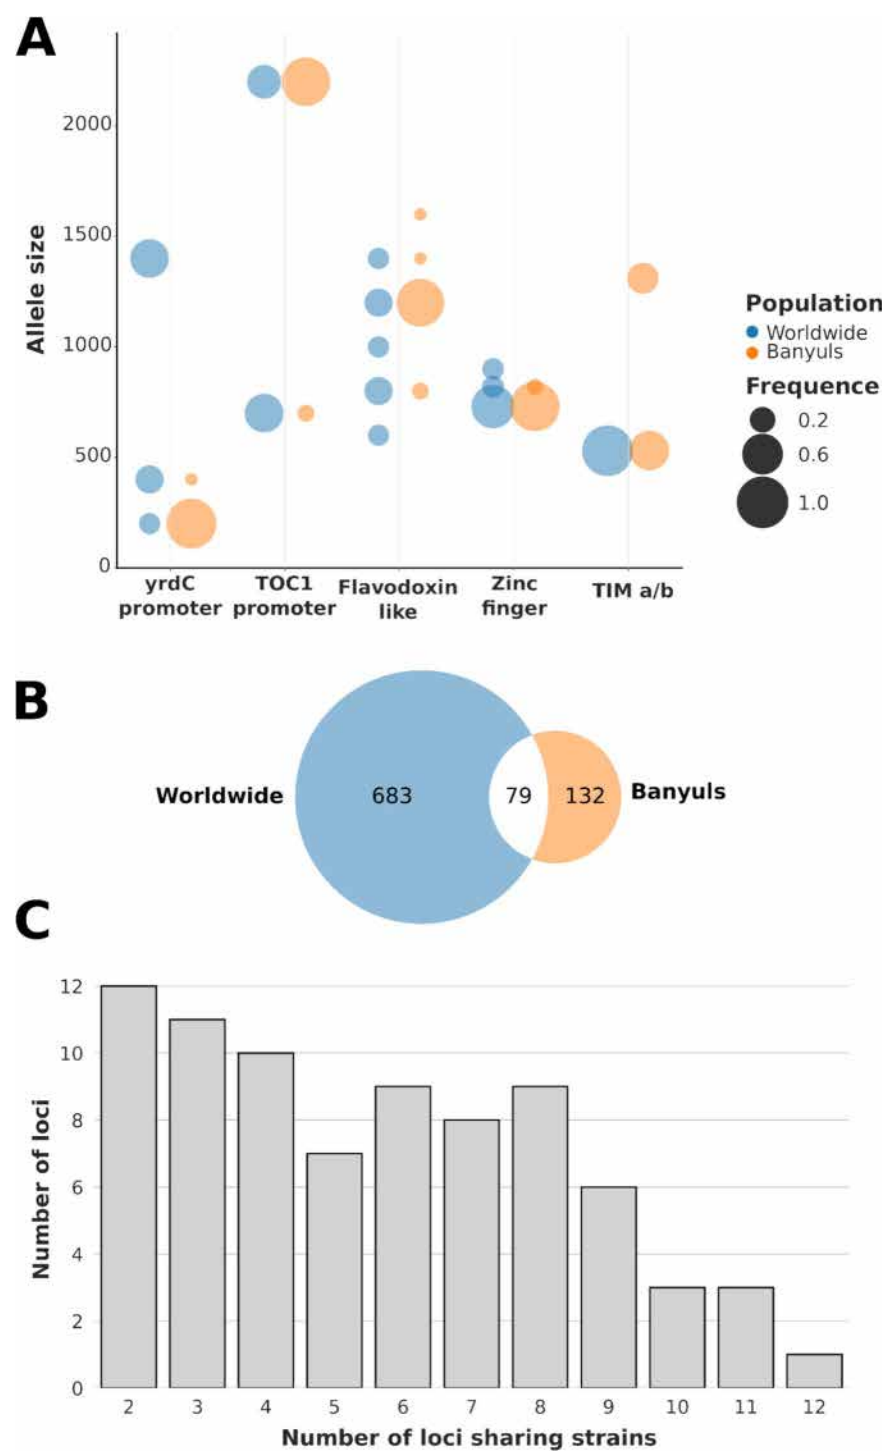 A
Allele size
2000
1500
1000
500
0
yrdC
promoter
TOC1
promoter
Flavodoxin
like
Zinc
finger
TIM a/b
Population
Worldwide
Banyuls
Frequence
0.2
0.6
1.0
B
Worldwide
683
79
132
Banyuls
C
Number of loci
12
10
8
6
4
2
0
2 3 4 5 6 7 8 9 10 11 12
Number of loci sharing strains